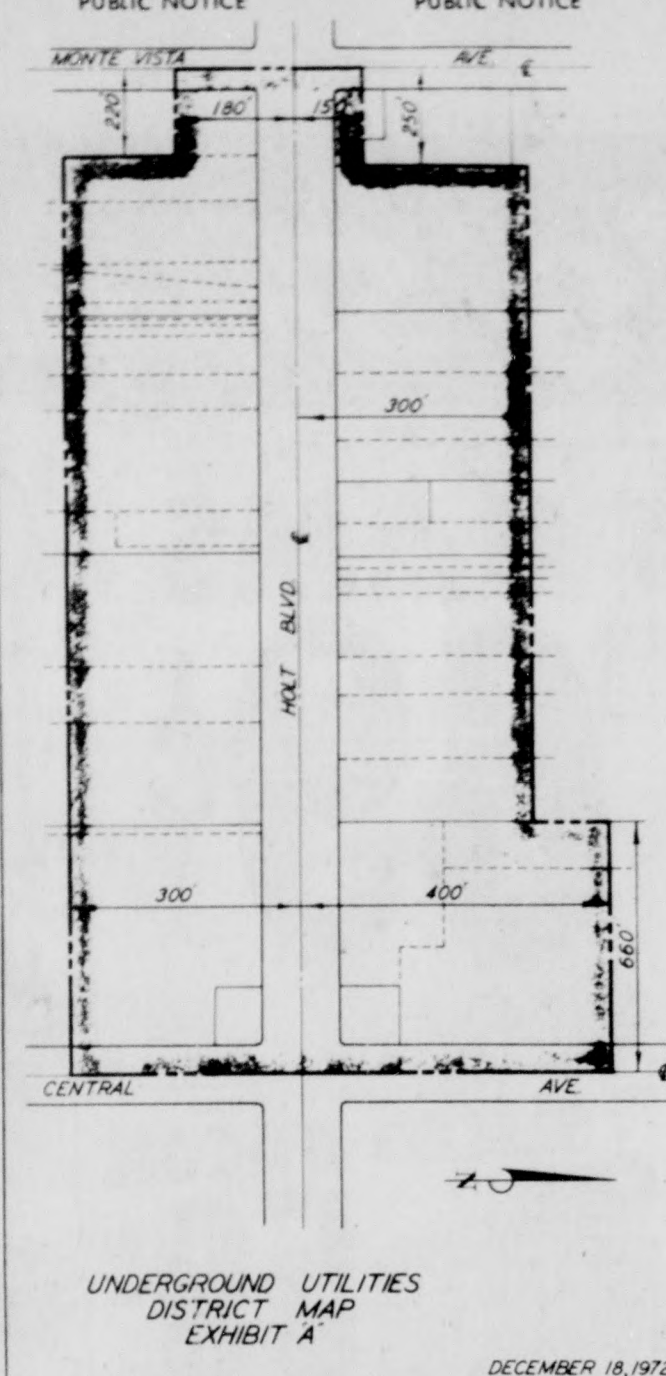 PUBLIC NOTICE
PUBLIC NOTICE
MONTE VISTA AVE. ℄
220'
180'
150'
250'
300'
℄
HOLT BLVD.
300'
400'
660'
CENTRAL AVE. ℄
N
UNDERGROUND UTILITIES
DISTRICT MAP
EXHIBIT "A"
DECEMBER 18, 1972